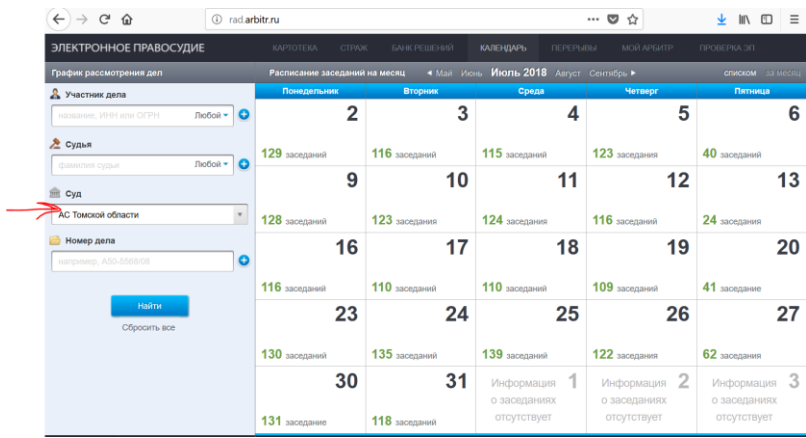 rad.arbitr.ru
ЭЛЕКТРОННОЕ ПРАВОСУДИЕ КАРТОТЕКА СТРАЖ БАНК РЕШЕНИЙ КАЛЕНДАРЬ ПЕРЕРЫВЫ МОЙ АРБИТР ПРОВЕРКА ЭП
График рассмотрения дел Расписание заседаний на месяц Май Июнь Июль 2018 Август Сентябрь списком за месяц
Участник дела
название, ИНН или ОГРН Любой
Судья
фамилия судьи Любой
Суд
АС Томской области
Номер дела
например, А50-5568/08
Найти
Сбросить все
Понедельник Вторник Среда Четверг Пятница
2 3 4 5 6
129 заседаний 116 заседаний 115 заседаний 123 заседания 40 заседаний
9 10 11 12 13
128 заседаний 123 заседания 124 заседания 116 заседаний 24 заседания
16 17 18 19 20
116 заседаний 110 заседаний 110 заседаний 109 заседаний 41 заседание
23 24 25 26 27
130 заседаний 135 заседаний 139 заседаний 122 заседания 62 заседания
30 31 1 2 3
Информация Информация Информация
о заседаниях о заседаниях о заседаниях
отсутствует отсутствует отсутствует
131 заседание 118 заседаний